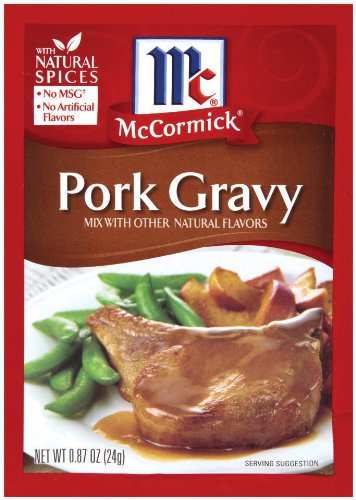 WITH
NATURAL
SPICES
• No MSG†
• No Artificial
Flavors
Mc
®
McCormick®
Pork Gravy
MIX WITH OTHER NATURAL FLAVORS
NET WT 0.87 OZ (24g)
SERVING SUGGESTION